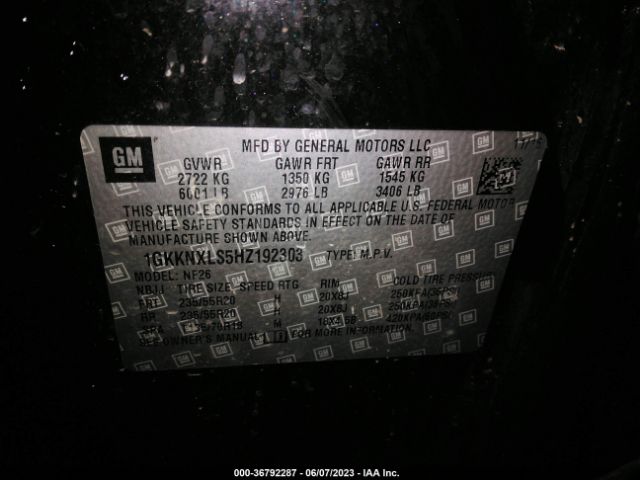 GM
MFD BY GENERAL MOTORS LLC
GVWR GAWR FRT GAWR RR
2722 KG 1350 KG 1545 KG
6001 LB 2976 LB 3406 LB
THIS VEHICLE CONFORMS TO ALL APPLICABLE U.S. FEDERAL MOTOR
VEHICLE SAFETY STANDARDS IN EFFECT ON THE DATE OF
MANUFACTURE SHOWN ABOVE.
1GKKNXLS5HZ192303 TYPE: M.P.V.
MODEL: NF26
NBJJ TIRE SIZE SPEED RTG RIM COLD TIRE PRESSURE
FRT 235/55R20 H 20X8J
RR 235/55R20 H 20X8J
SPA M
SEE OWNER'S MANUAL FOR MORE INFORMATION.
000-36792287 - 06/07/2023 - IAA Inc.